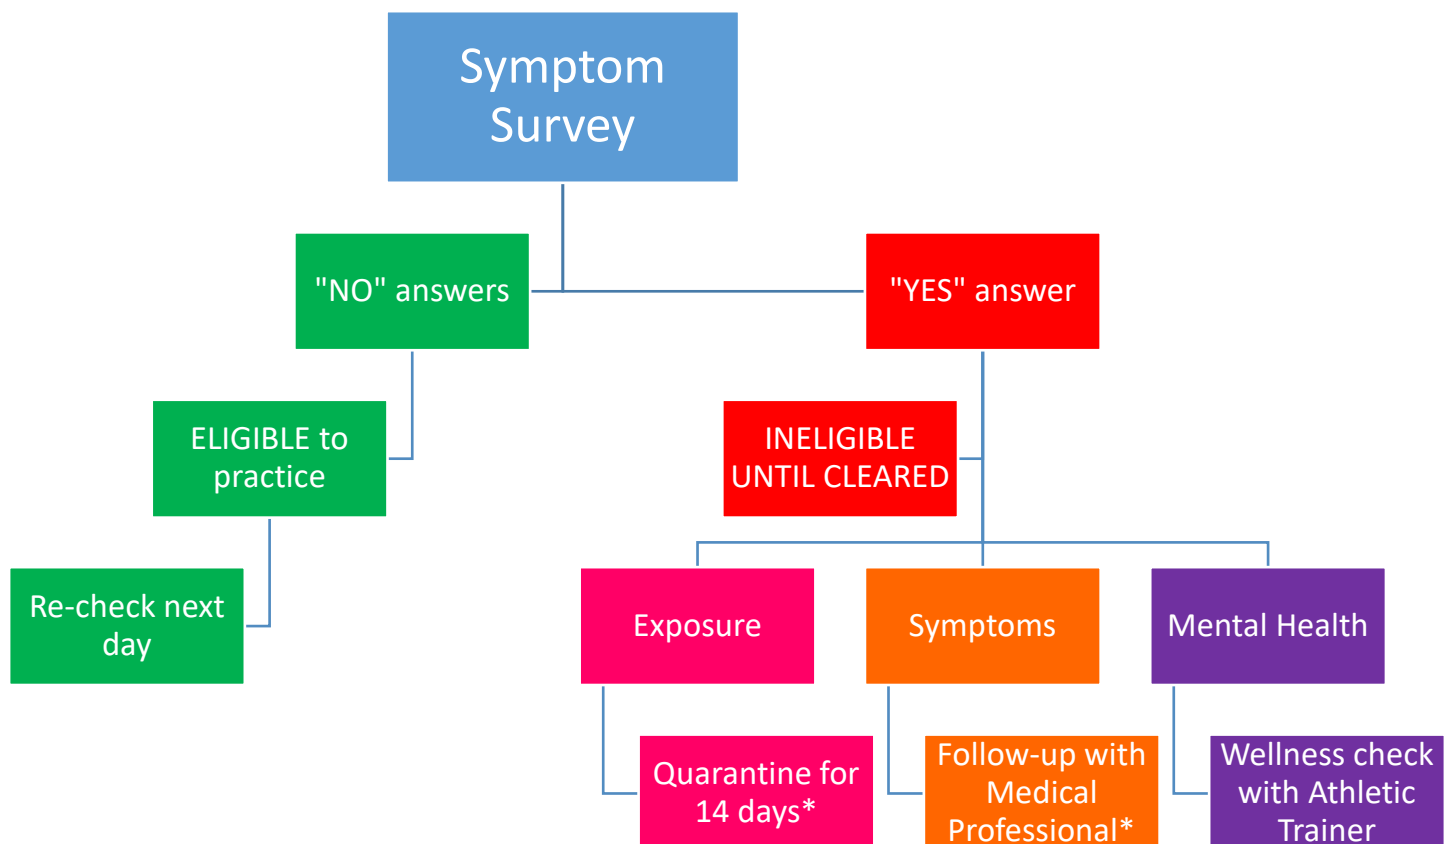 Symptom
Survey
"NO" answers
"YES" answer
ELIGIBLE to
practice
INELIGIBLE
UNTIL CLEARED
Re-check next
day
Exposure
Symptoms
Mental Health
Quarantine for
14 days*
Follow-up with
Medical
Professional*
Wellness check
with Athletic
Trainer